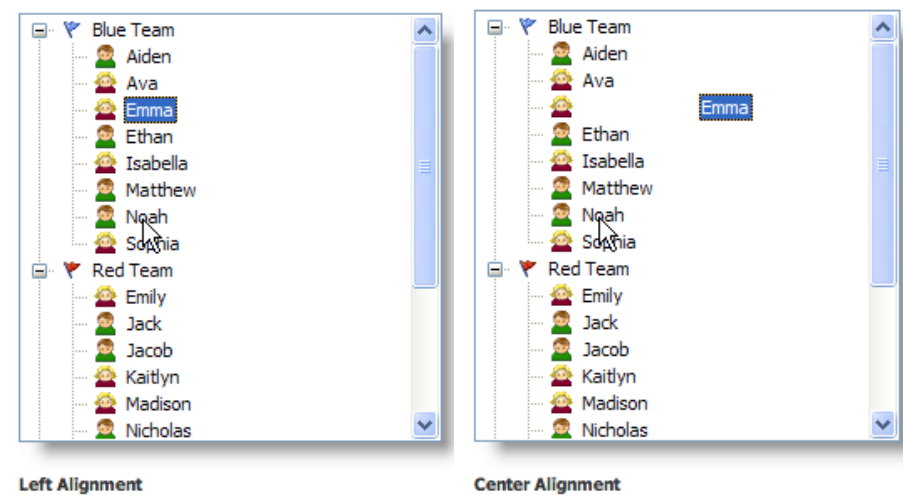 Blue Team
Aiden
Ava
Emma
Ethan
Isabella
Matthew
Noah
Sophia
Red Team
Emily
Jack
Jacob
Kaitlyn
Madison
Nicholas
Left Alignment
Blue Team
Aiden
Ava
Emma
Ethan
Isabella
Matthew
Noah
Sophia
Red Team
Emily
Jack
Jacob
Kaitlyn
Madison
Nicholas
Center Alignment